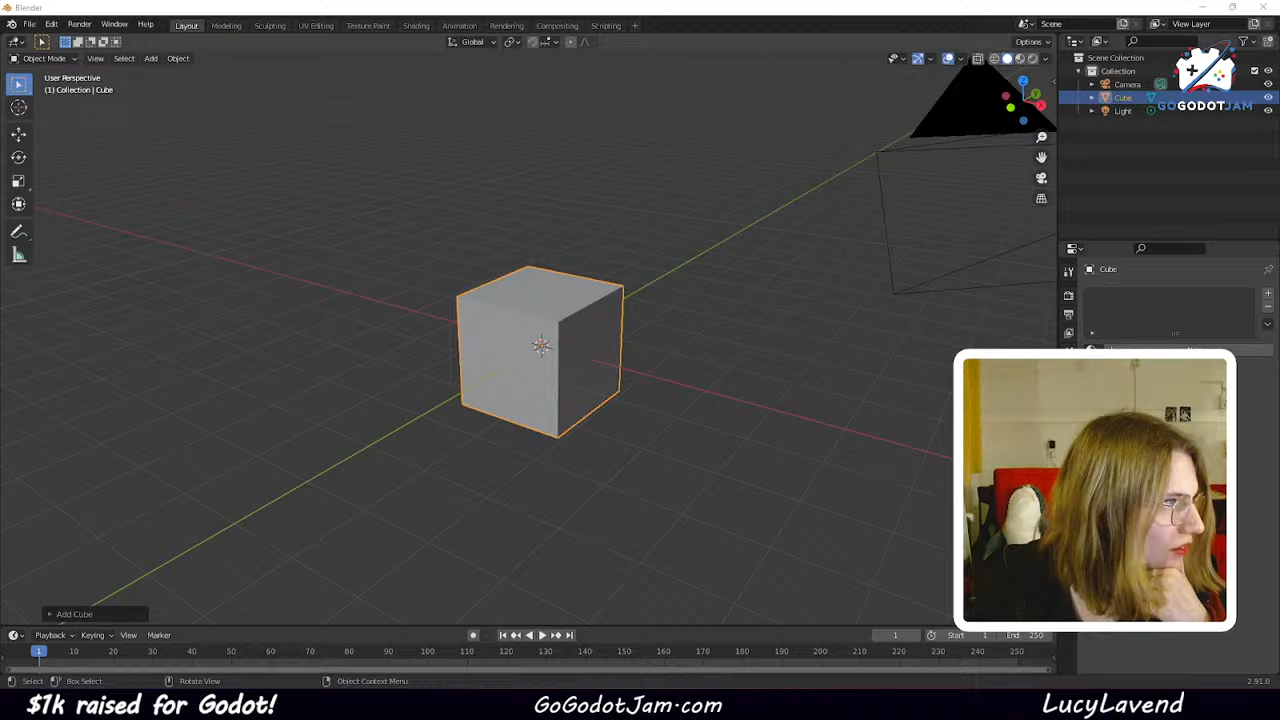 Blender
File Edit Render Window Help
Layout Modeling Sculpting UV Editing Texture Paint Shading Animation Rendering Compositing Scripting +
Scene
View Layer
Global
Options
Object Mode View Select Add Object
User Perspective
(1) Collection | Cube
Z
Y
X
Scene Collection
Collection
Camera
Cube
Light
GOGODOTJAM
Cube
Add Cube
Playback Keying View Marker
1
Start 1
End 250
1 10 20 30 40 50 60 70 80 90 100 110 120 130 140 150 160 170 180 190 200 210 220 230 240 250
Select Box Select Rotate View Object Context Menu
2.91.0
$1k raised for Godot! GoGodotJam.com LucyLavend